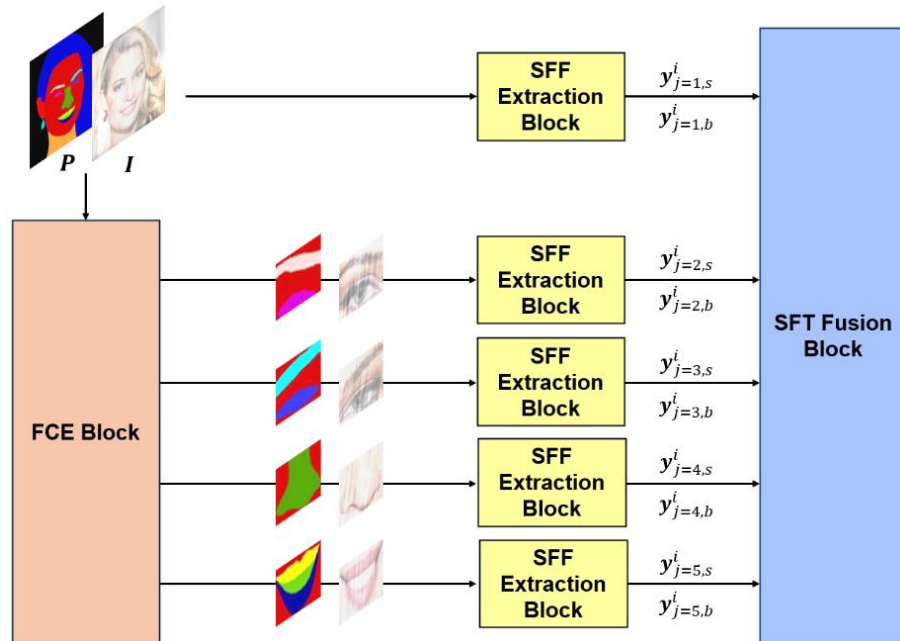 SFF
Extraction
Block
y^i_{j=1,s}
y^i_{j=1,b}
P I
SFF
Extraction
Block
y^i_{j=2,s}
y^i_{j=2,b}
SFT Fusion
Block
SFF
Extraction
Block
y^i_{j=3,s}
y^i_{j=3,b}
FCE Block
SFF
Extraction
Block
y^i_{j=4,s}
y^i_{j=4,b}
SFF
Extraction
Block
y^i_{j=5,s}
y^i_{j=5,b}